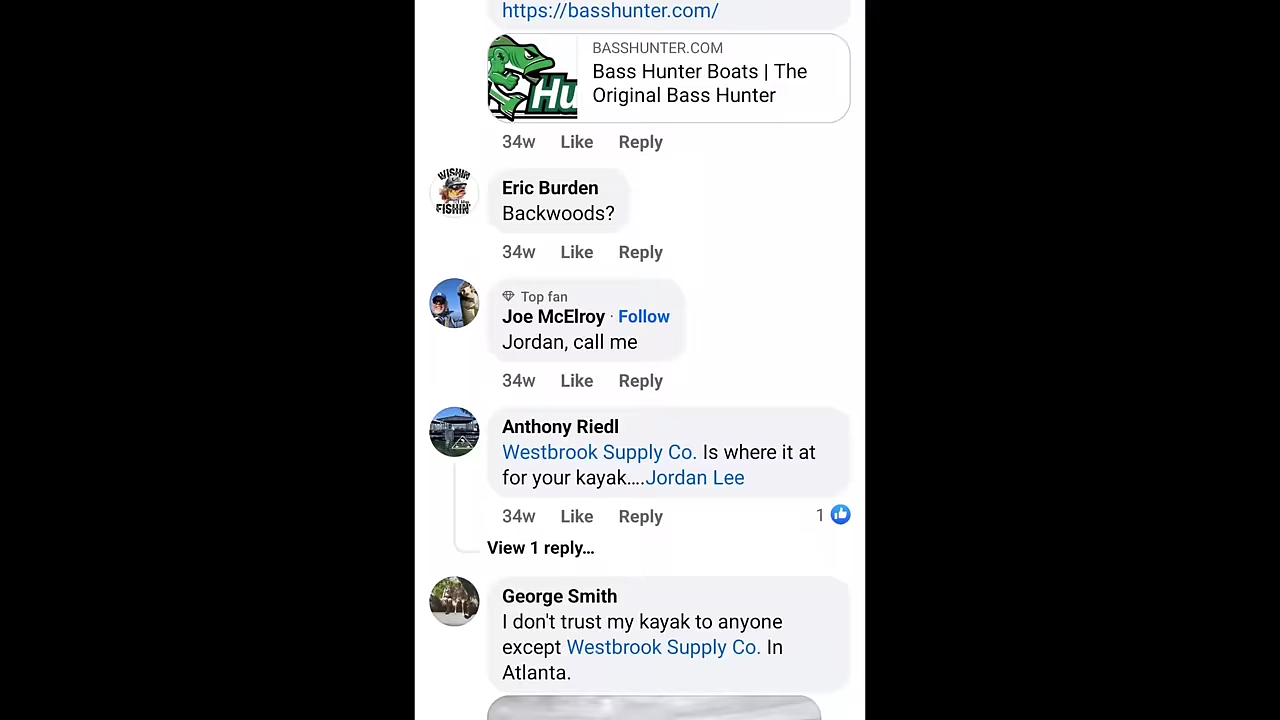 https://basshunter.com/
BASSHUNTER.COM
Bass Hunter Boats | The
Original Bass Hunter
Hu
34w Like Reply
WISHIN
FISHIN'
Eric Burden
Backwoods?
34w Like Reply
Top fan
Joe McElroy · Follow
Jordan, call me
34w Like Reply
Anthony Riedl
Westbrook Supply Co. Is where it at
for your kayak....Jordan Lee
34w Like Reply 1
View 1 reply...
George Smith
I don't trust my kayak to anyone
except Westbrook Supply Co. In
Atlanta.